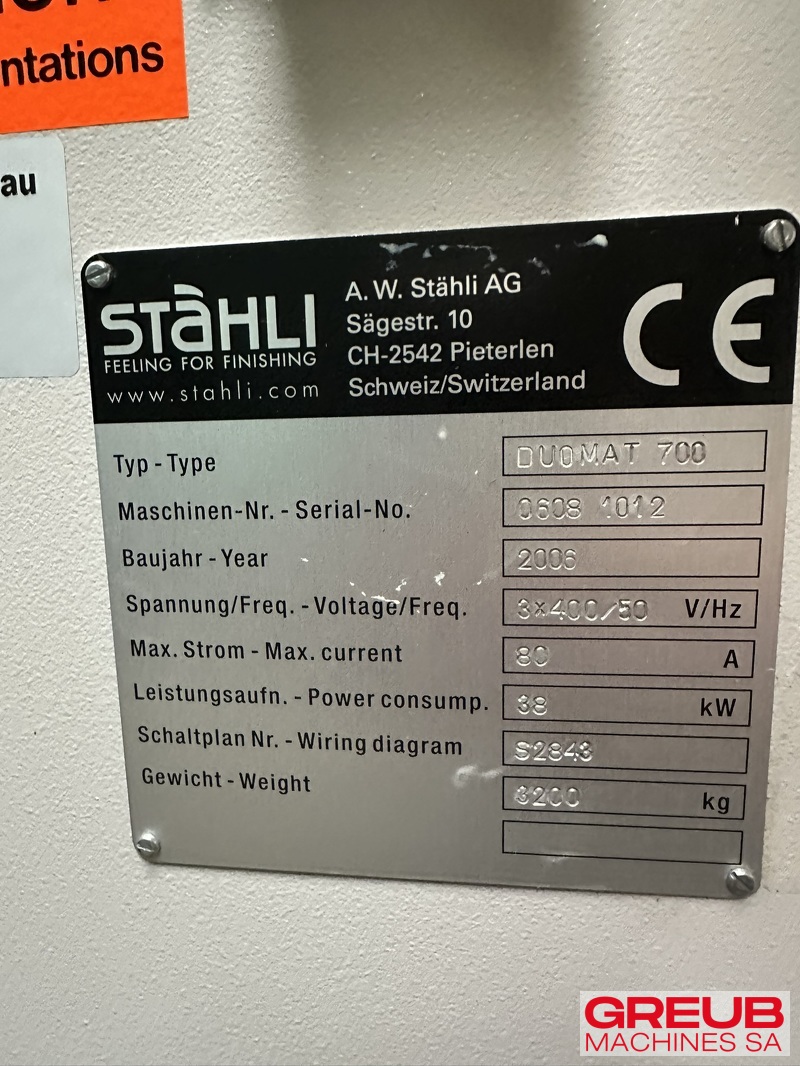 ntations
au
STàHLI
FEELING FOR FINISHING
www.stahli.com
A. W. Stähli AG
Sägestr. 10
CH-2542 Pieterlen
Schweiz/Switzerland
CE
Typ - Type DUOMAT 700
Maschinen-Nr. - Serial-No. 0608 1012
Baujahr - Year 2006
Spannung/Freq. - Voltage/Freq. 3x400/50 V/Hz
Max. Strom - Max. current 80 A
Leistungsaufn. - Power consump. 38 kW
Schaltplan Nr. - Wiring diagram S2843
Gewicht - Weight 3200 kg
GREUB
MACHINES SA